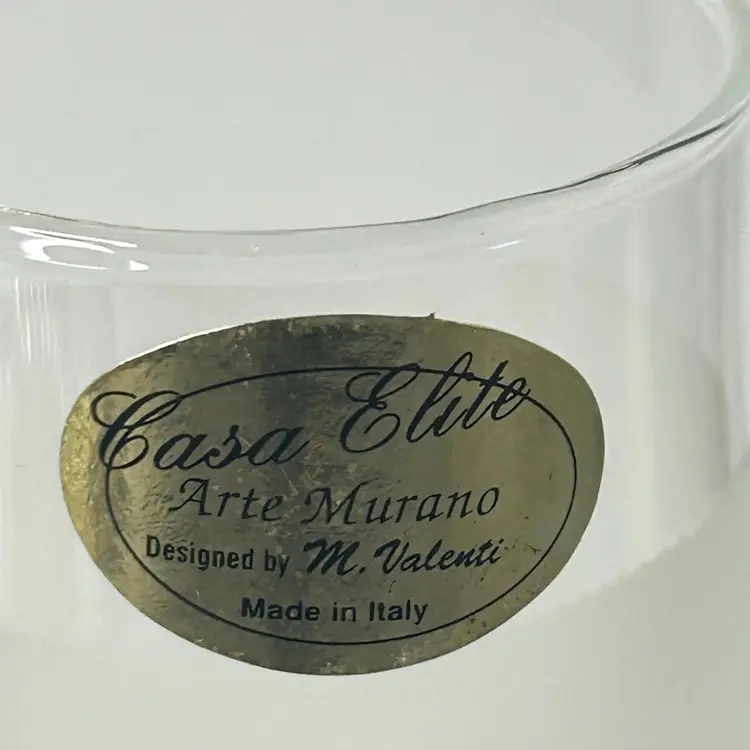 Casa Elite
Arte Murano
Designed by M. Valenti
Made in Italy